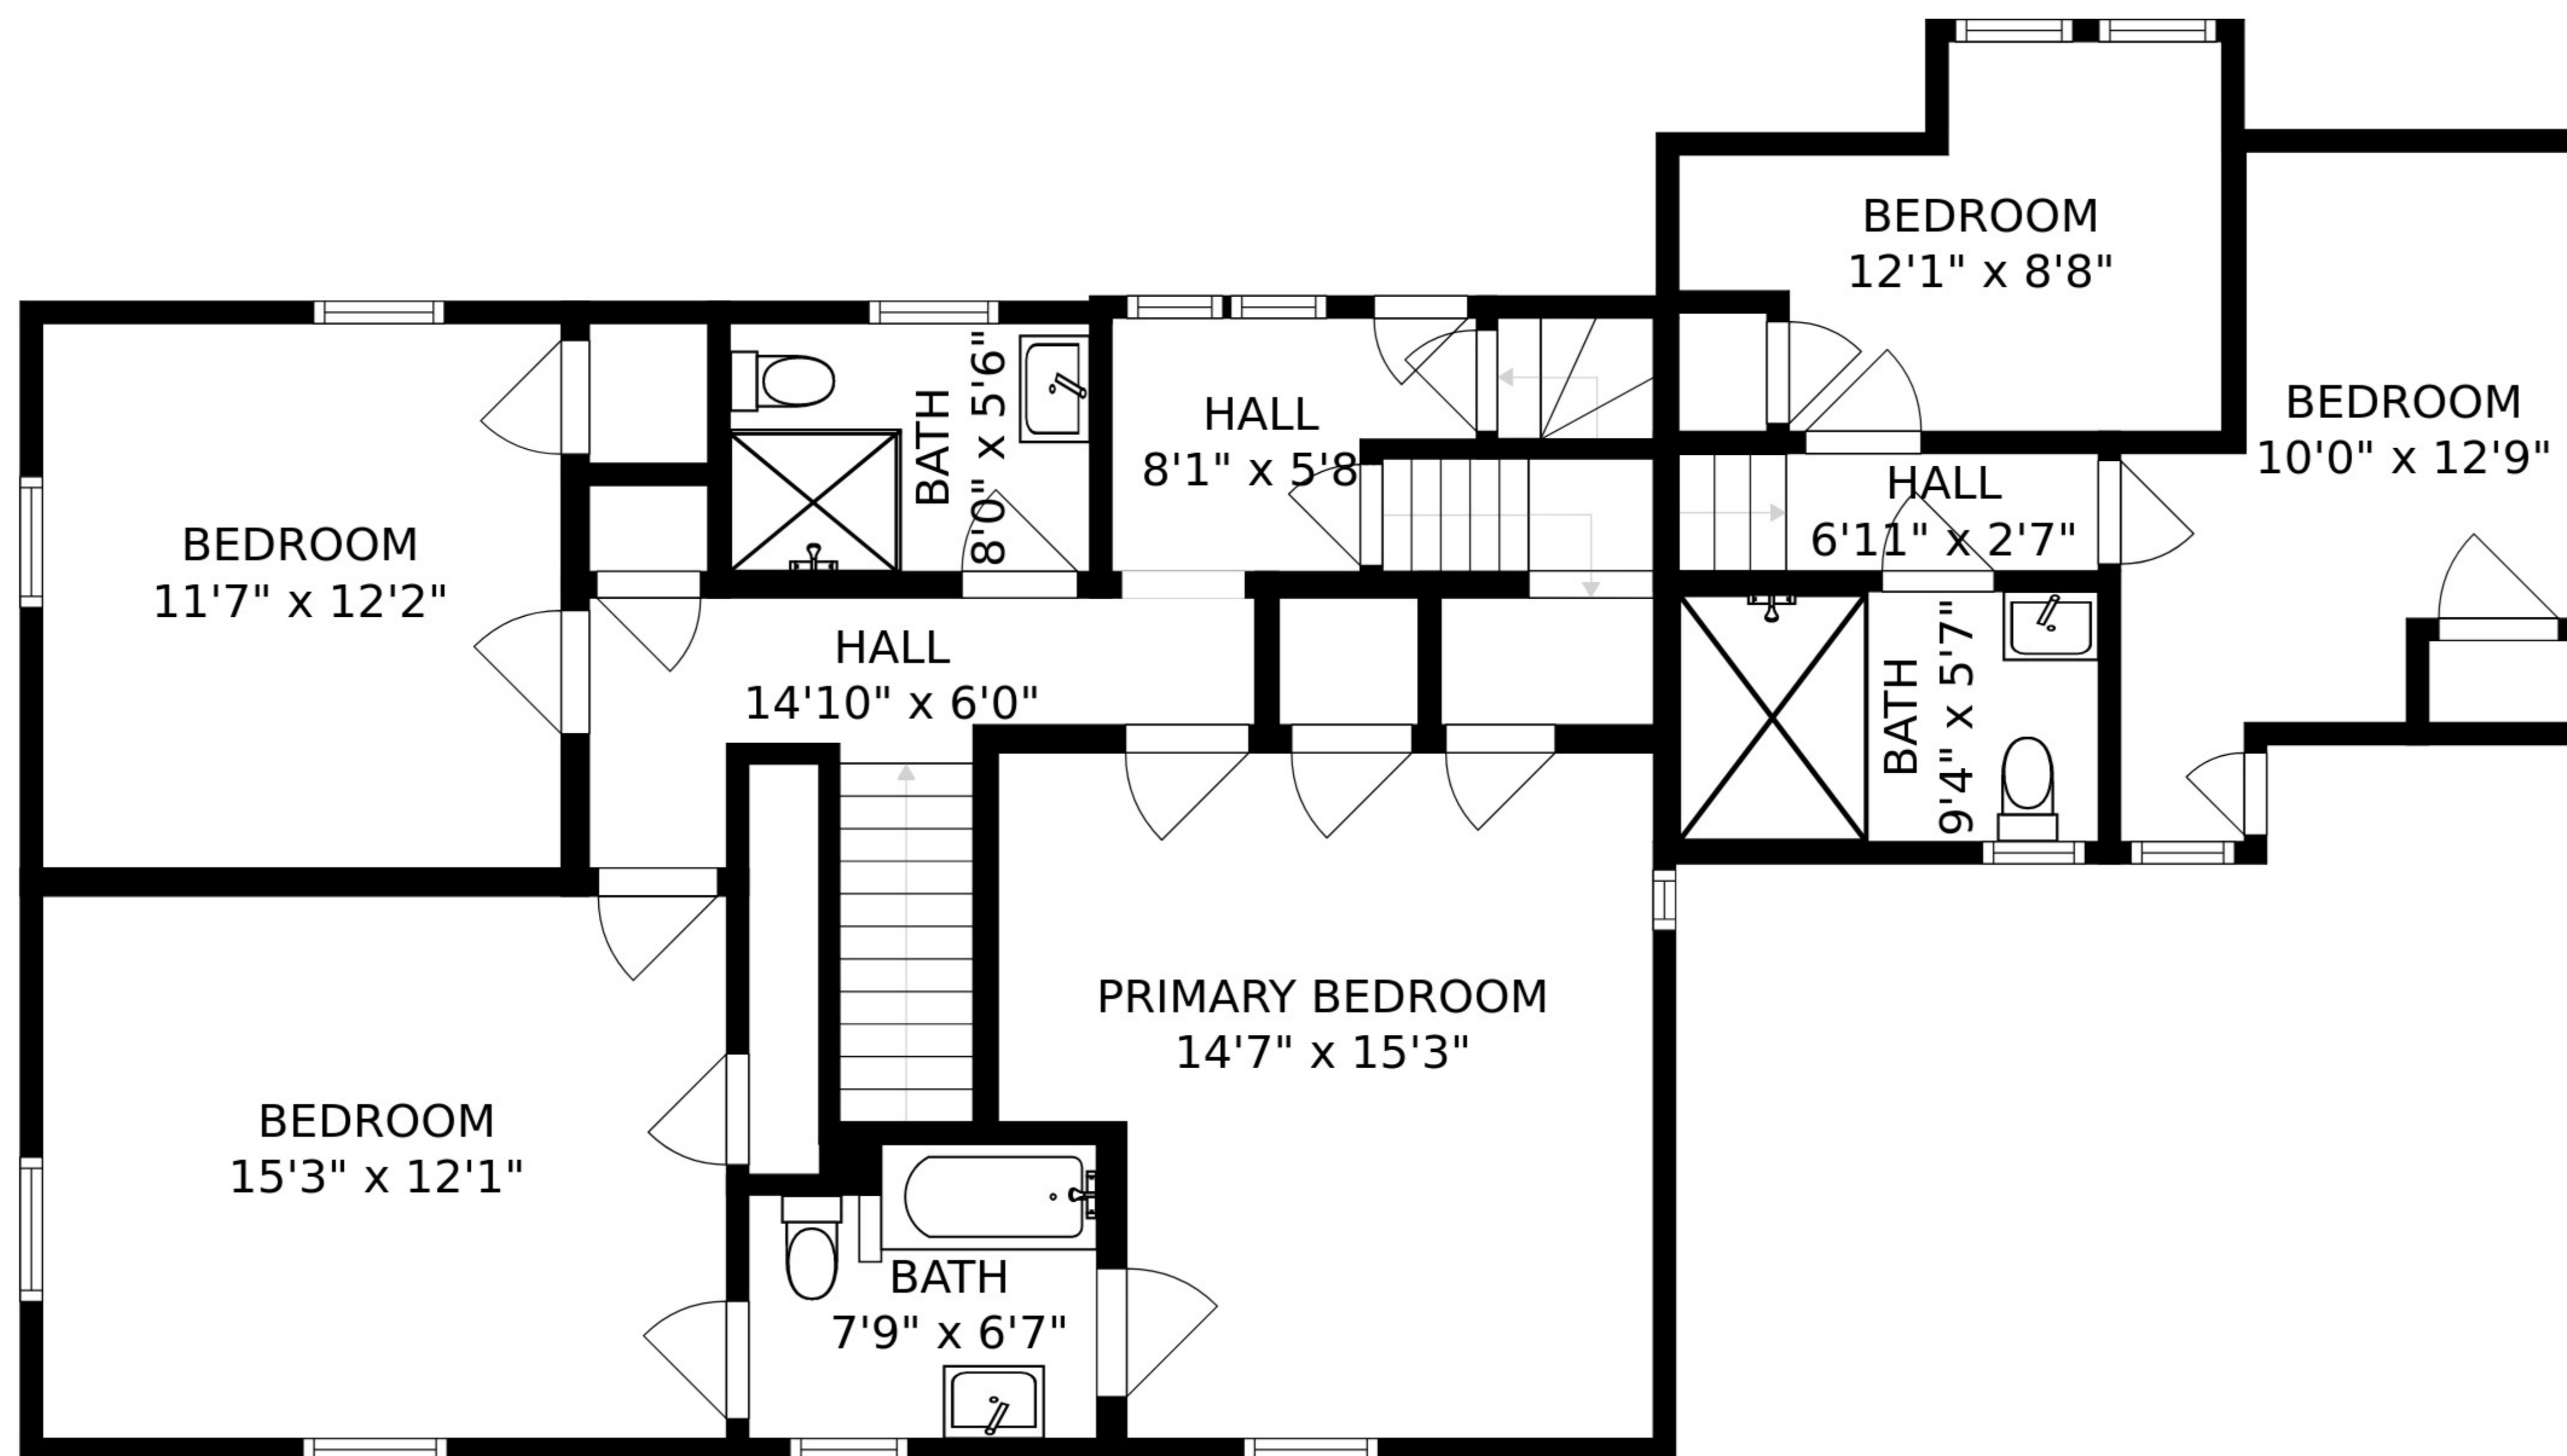 BEDROOM
12'1" x 8'8"
BEDROOM
10'0" x 12'9"
HALL
8'1" x 5'8
BATH
8'0" x 5'6"
HALL
6'11" x 2'7"
BEDROOM
11'7" x 12'2"
HALL
14'10" x 6'0"
BATH
9'4" x 5'7"
PRIMARY BEDROOM
14'7" x 15'3"
BEDROOM
15'3" x 12'1"
BATH
7'9" x 6'7"